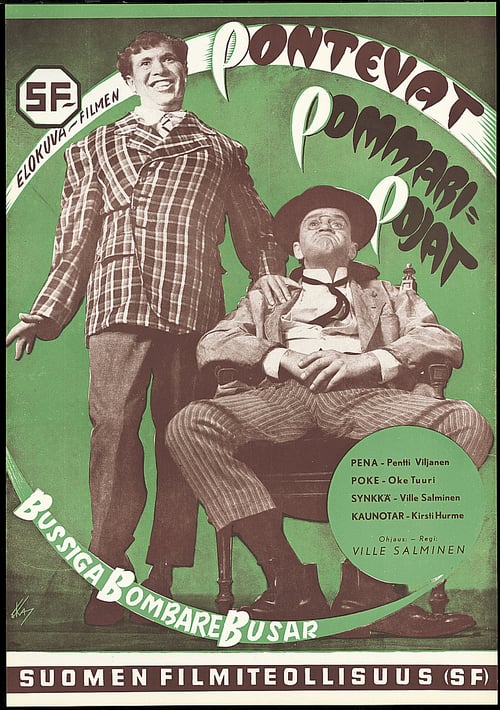 SF
ELOKUVA - FILMEN
PONTEVAT
POMMARI=
POJAT
PENA - Pentti Viljanen
POKE - Oke Tuuri
SYNKKÄ - Ville Salminen
KAUNOTAR - Kirsti Hurme
Ohjaus: - Regi:
VILLE SALMINEN
BUSSIGA BOMBARE BUSAR
SUOMEN FILMITEOLLISUUS (SF)